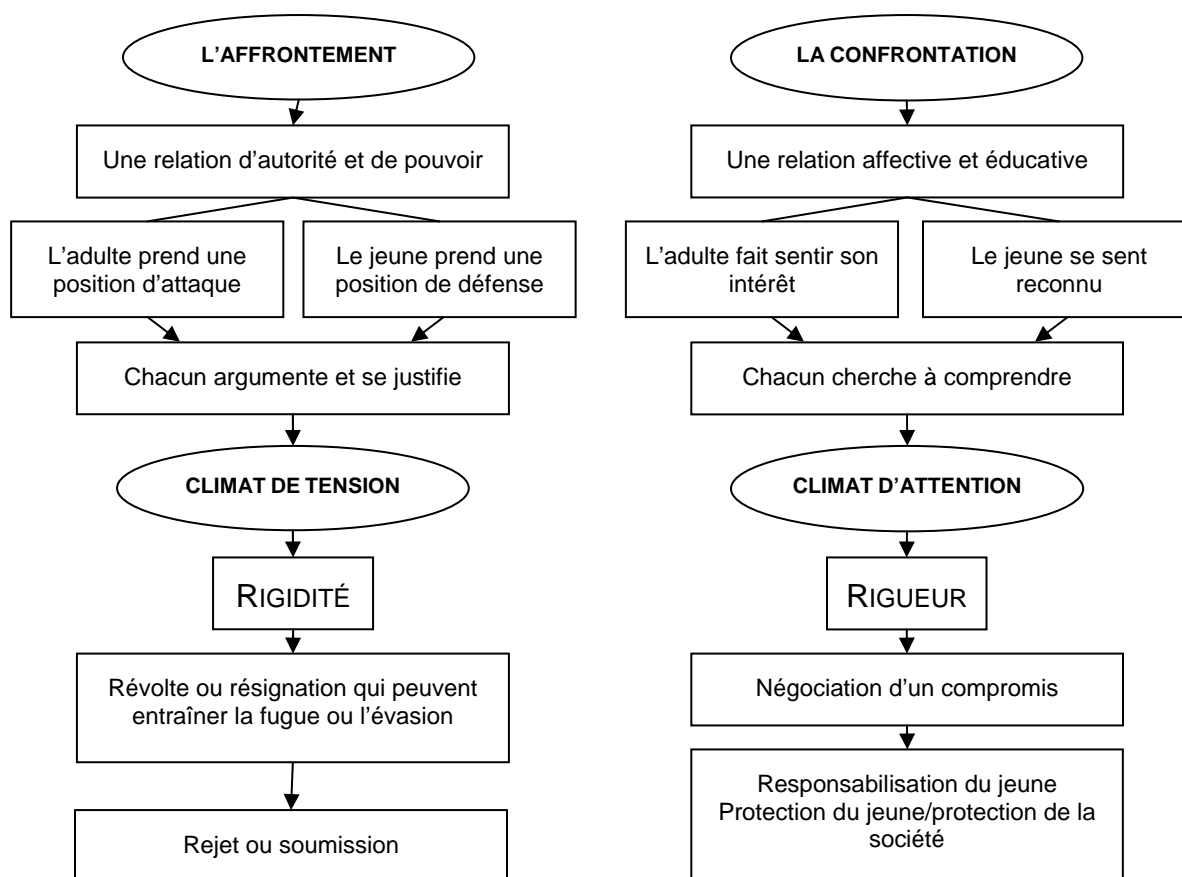 L'AFFRONTEMENT
Une relation d'autorité et de pouvoir
L'adulte prend une
position d'attaque
Le jeune prend une
position de défense
Chacun argumente et se justifie
CLIMAT DE TENSION
RIGIDITÉ
Révolte ou résignation qui peuvent
entraîner la fugue ou l'évasion
Rejet ou soumission
LA CONFRONTATION
Une relation affective et éducative
L'adulte fait sentir son
intérêt
Le jeune se sent
reconnu
Chacun cherche à comprendre
CLIMAT D'ATTENTION
RIGUEUR
Négociation d'un compromis
Responsabilisation du jeune
Protection du jeune/protection de la
société